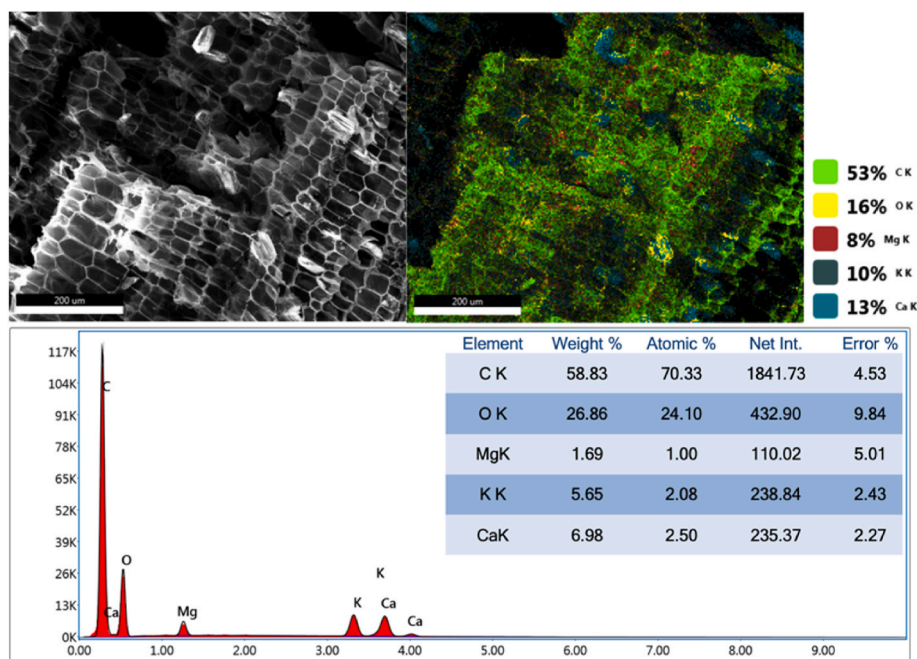 200 um
200 um
53% C K
16% O K
8% Mg K
10% K K
13% Ca K
Element Weight % Atomic % Net Int. Error %
C K 58.83 70.33 1841.73 4.53
O K 26.86 24.10 432.90 9.84
MgK 1.69 1.00 110.02 5.01
K K 5.65 2.08 238.84 2.43
CaK 6.98 2.50 235.37 2.27
117K
104K
91K
78K
65K
52K
39K
26K
13K
0K
C
Ca
O
Mg
K
K
Ca
Ca
0.00 1.00 2.00 3.00 4.00 5.00 6.00 7.00 8.00 9.00